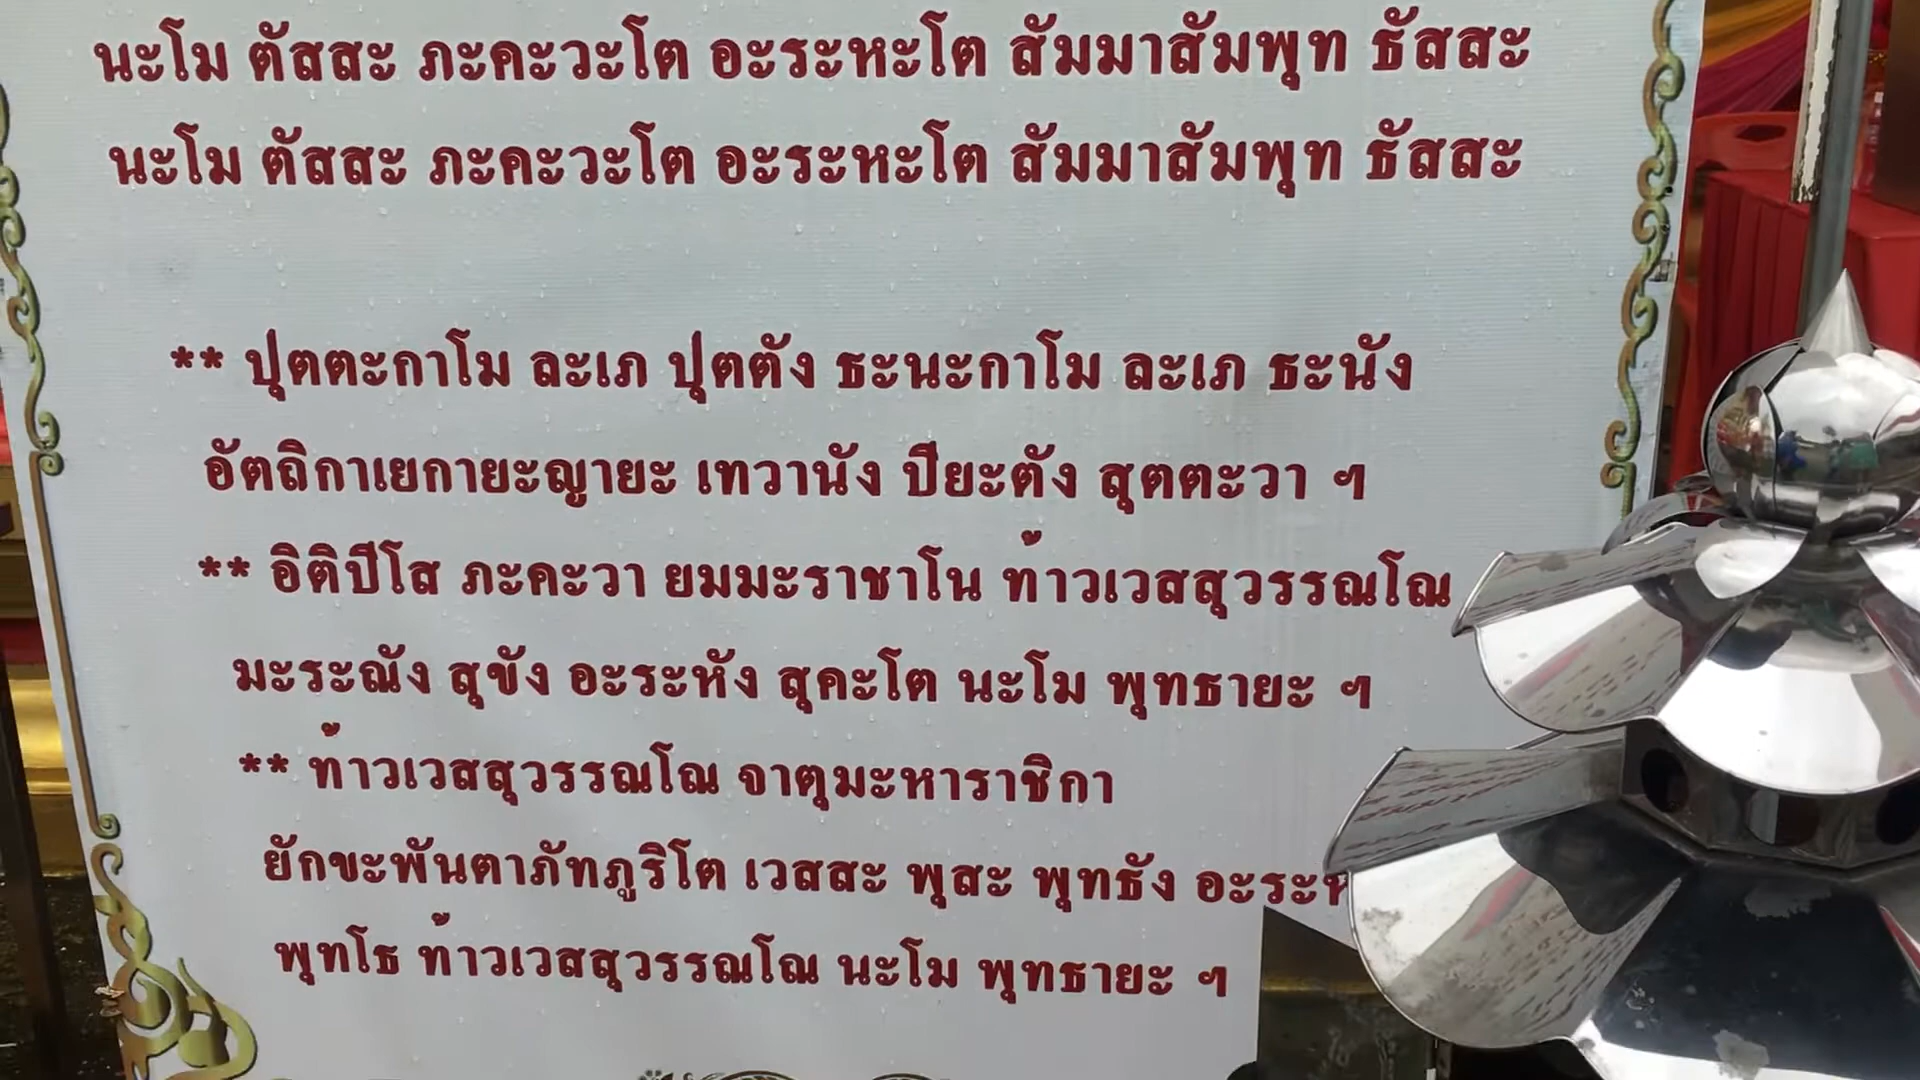 นะโม ตัสสะ ภะคะวะโต อะระหะโต สัมมาสัมพุท ธัสสะ
นะโม ตัสสะ ภะคะวะโต อะระหะโต สัมมาสัมพุท ธัสสะ
** ปุตตะกาโม ละเภ ปุตตัง ธะนะกาโม ละเภ ธะนัง
อัตถิกาเยกายะญายะ เทวานัง ปิยะตัง สุตตะวา ฯ
** อิติปิโส ภะคะวา ยมมะราชาโน ท้าวเวสสุวรรณโณ
มะระณัง สุขัง อะระหัง สุคะโต นะโม พุทธายะ ฯ
** ท้าวเวสสุวรรณโณ จาตุมะหาราชิกา
ยักขะพันตาภัทภูริโต เวสสะ พุสะ พุทธัง
พุทโธ ท้าวเวสสุวรรณโณ นะโม พุทธายะ ฯ